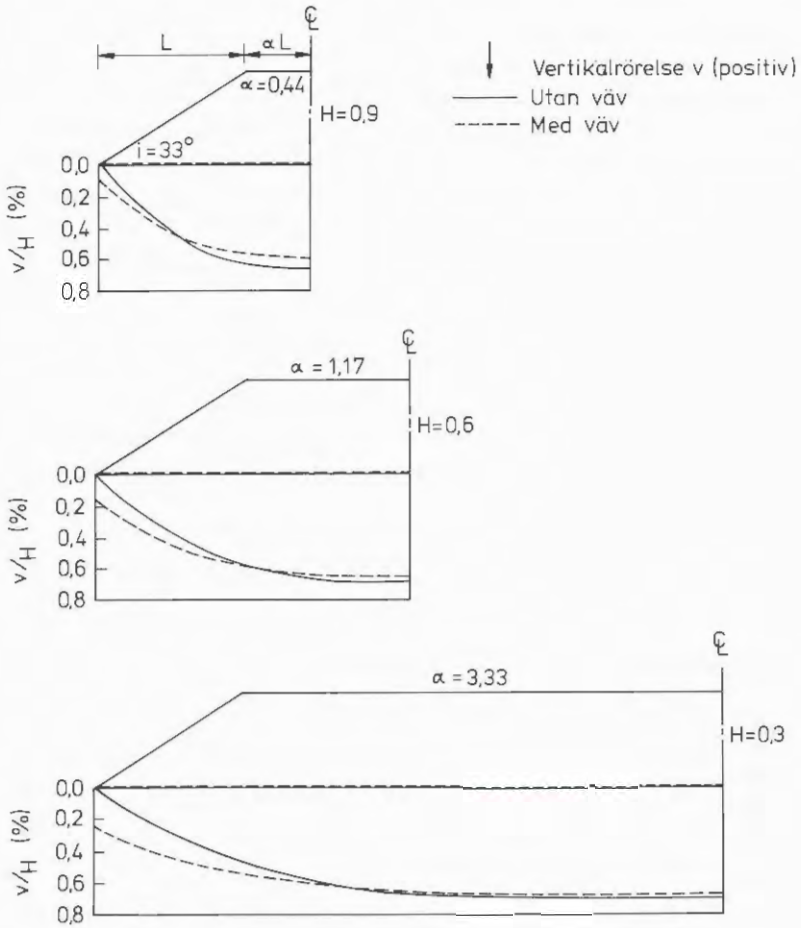 ℄
L
αL
α=0,44
H=0,9
i=33°
Vertikalrörelse v (positiv)
Utan väv
Med väv
0,0
0,2
0,4
0,6
0,8
v/H (%)
℄
α = 1,17
H=0,6
0,0
0,2
0,4
0,6
0,8
v/H (%)
℄
α = 3,33
H=0,3
0,0
0,2
0,4
0,6
0,8
v/H (%)